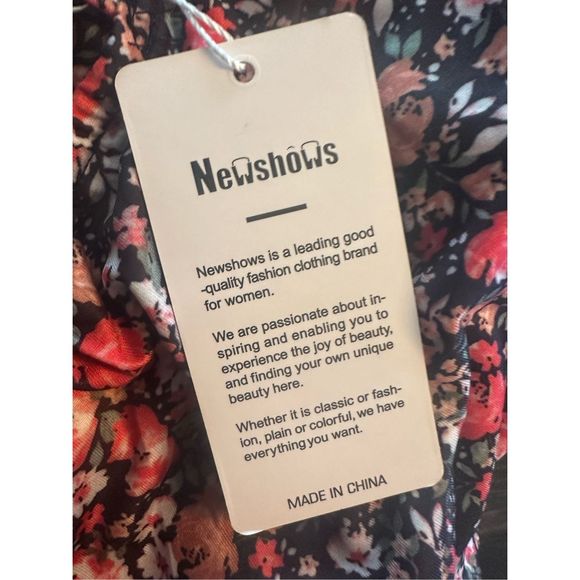 Newshows
Newshows is a leading good
-quality fashion clothing brand
for women.
We are passionate about in-
spiring and enabling you to
experience the joy of beauty,
and finding your own unique
beauty here.
Whether it is classic or fash-
ion, plain or colorful, we have
everything you want.
MADE IN CHINA